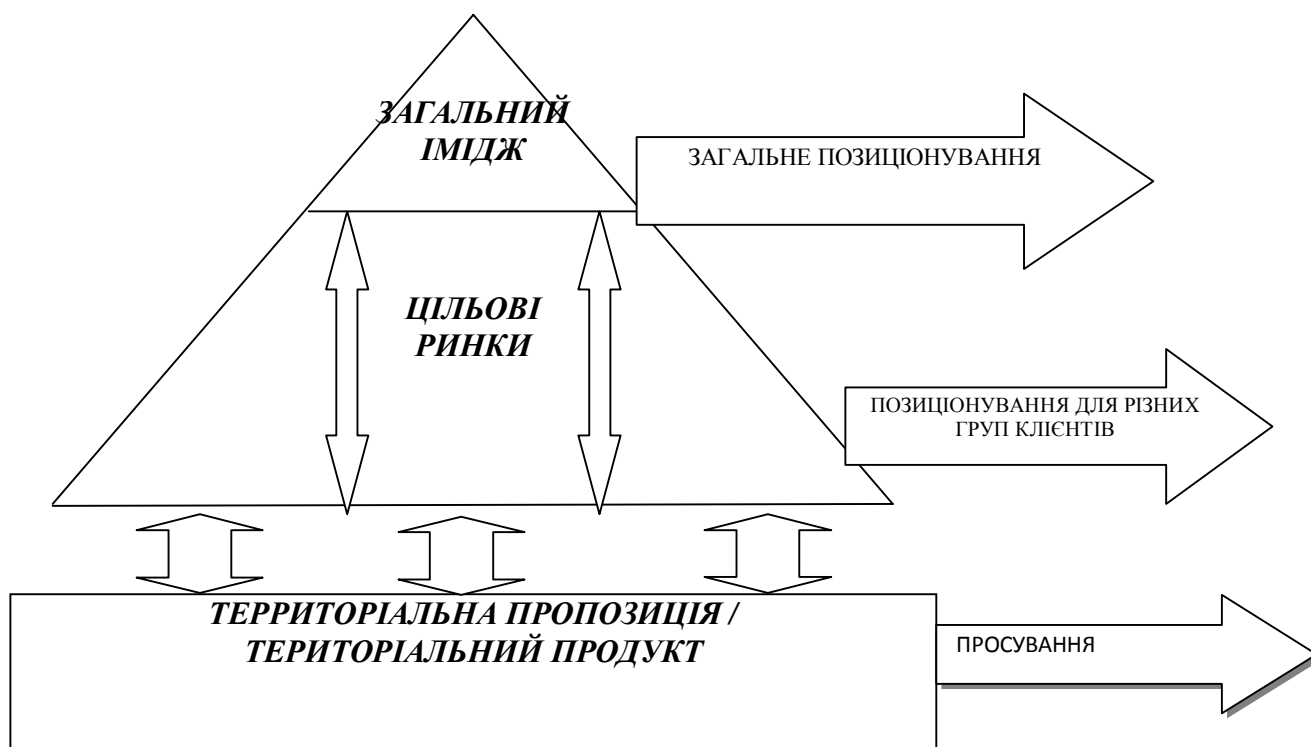 ЗАГАЛЬНИЙ
ІМІДЖ
ЗАГАЛЬНЕ ПОЗИЦІОНУВАННЯ
ЦІЛЬОВІ
РИНКИ
ПОЗИЦІОНУВАННЯ ДЛЯ РІЗНИХ
ГРУП КЛІЄНТІВ
ТЕРРИТОРІАЛЬНА ПРОПОЗИЦІЯ /
ТЕРИТОРІАЛЬНИЙ ПРОДУКТ
ПРОСУВАННЯ